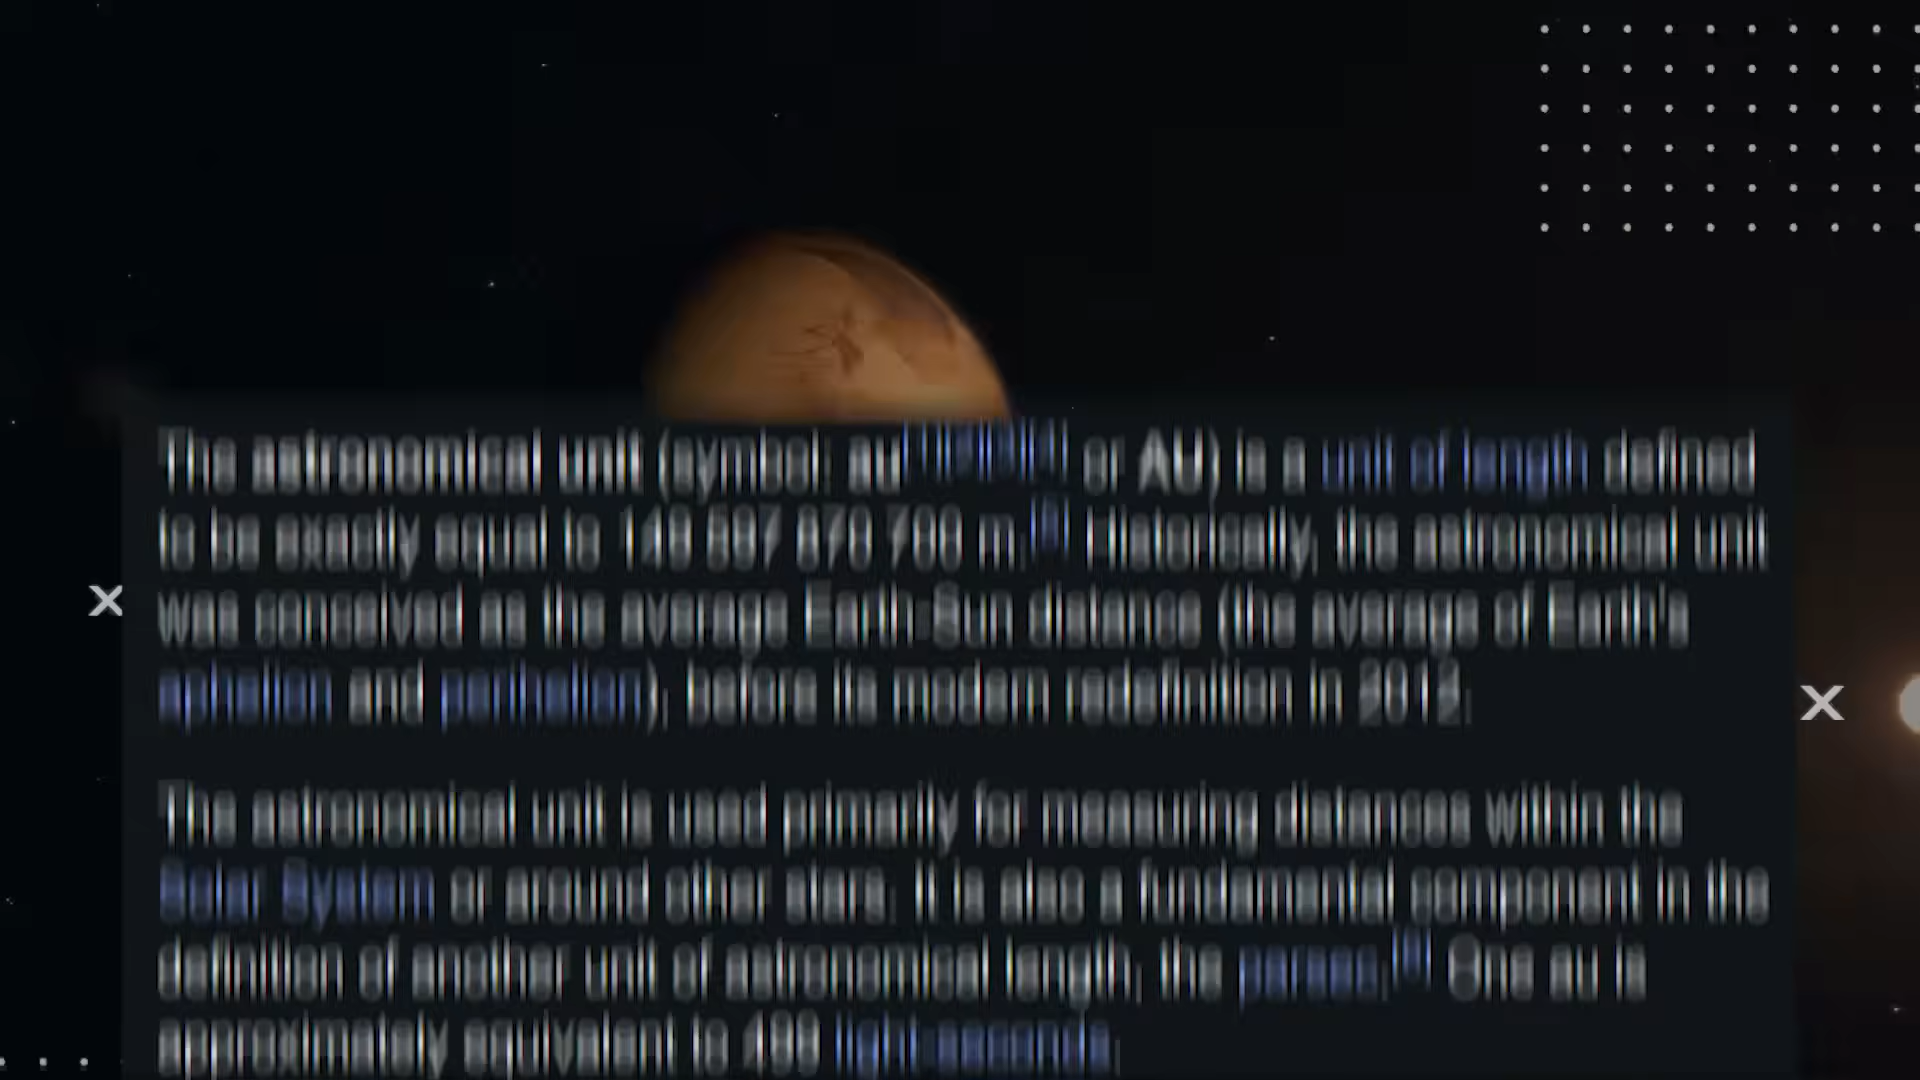 The astronomical unit (symbol: au or AU) is a unit of length defined
to be exactly equal to 149 597 870 700 m. Historically, the astronomical unit
was conceived as the average Earth-Sun distance (the average of Earth's
aphelion and perihelion), before its modern redefinition in 2012.
The astronomical unit is used primarily for measuring distances within the
Solar System or around other stars. It is also a fundamental component in the
definition of another unit of astronomical length, the parsec. One au is
approximately equivalent to 499 light-seconds.